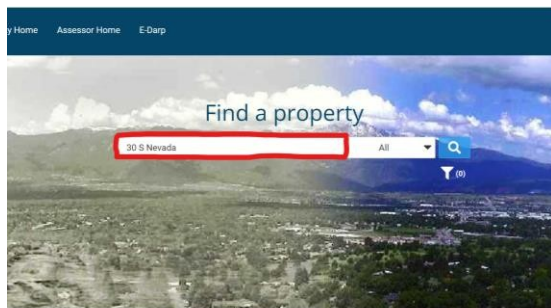 y Home Assessor Home E-Darp
Find a property
30 S Nevada All
(0)